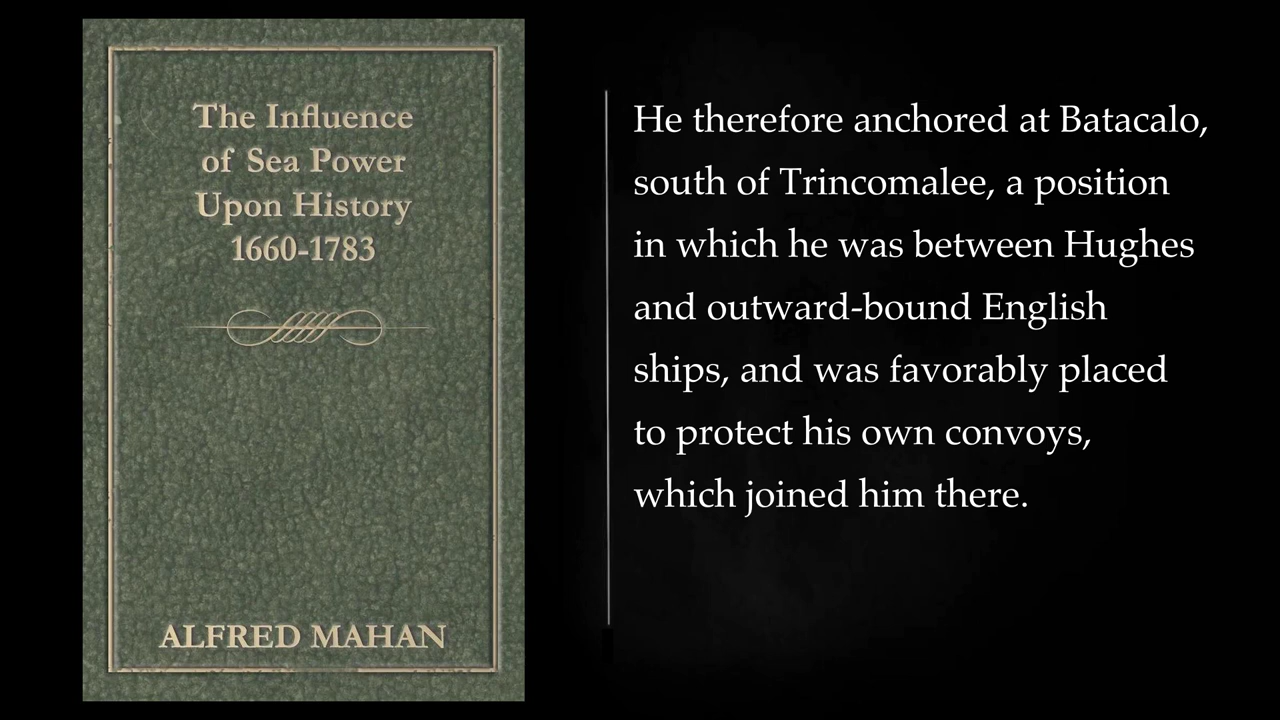 The Influence
of Sea Power
Upon History
1660-1783
ALFRED MAHAN
He therefore anchored at Batacalo,
south of Trincomalee, a position
in which he was between Hughes
and outward-bound English
ships, and was favorably placed
to protect his own convoys,
which joined him there.